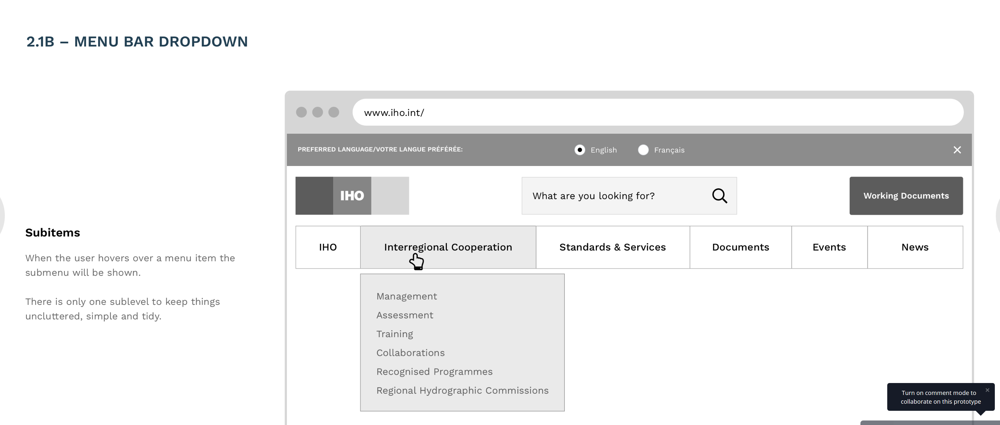 2.1B – MENU BAR DROPDOWN
www.iho.int/
PREFERRED LANGUAGE/VOTRE LANGUE PRÉFÉRÉE:
English
Français
IHO
What are you looking for?
Working Documents
IHO
Interregional Cooperation
Standards & Services
Documents
Events
News
Subitems
When the user hovers over a menu item the
submenu will be shown.
There is only one sublevel to keep things
uncluttered, simple and tidy.
Management
Assessment
Training
Collaborations
Recognised Programmes
Regional Hydrographic Commissions
Turn on comment mode to
collaborate on this prototype